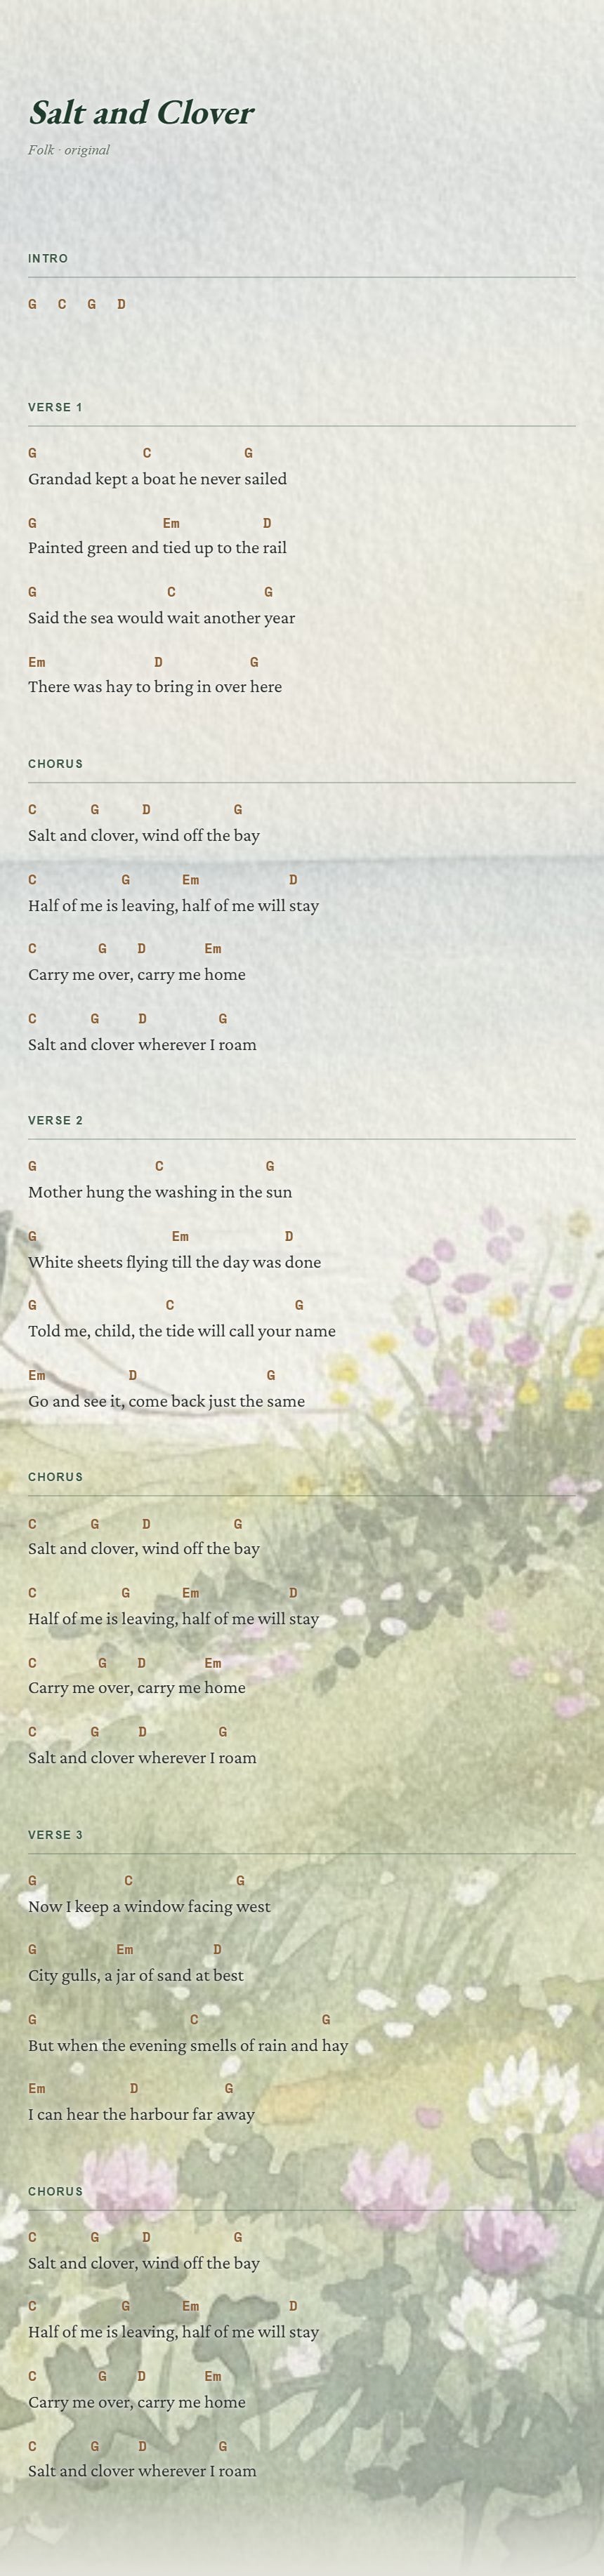 Salt and Clover
Folk · original
INTRO
G C G D
VERSE 1
G C G
Grandad kept a boat he never sailed
G Em D
Painted green and tied up to the rail
G C G
Said the sea would wait another year
Em D G
There was hay to bring in over here
CHORUS
C G D G
Salt and clover, wind off the bay
C G Em D
Half of me is leaving, half of me will stay
C G D Em
Carry me over, carry me home
C G D G
Salt and clover wherever I roam
VERSE 2
G C G
Mother hung the washing in the sun
G Em D
White sheets flying till the day was done
G C G
Told me, child, the tide will call your name
Em D G
Go and see it, come back just the same
CHORUS
C G D G
Salt and clover, wind off the bay
C G Em D
Half of me is leaving, half of me will stay
C G D Em
Carry me over, carry me home
C G D G
Salt and clover wherever I roam
VERSE 3
G C G
Now I keep a window facing west
G Em D
City gulls, a jar of sand at best
G C G
But when the evening smells of rain and hay
Em D G
I can hear the harbour far away
CHORUS
C G D G
Salt and clover, wind off the bay
C G Em D
Half of me is leaving, half of me will stay
C G D Em
Carry me over, carry me home
C G D G
Salt and clover wherever I roam